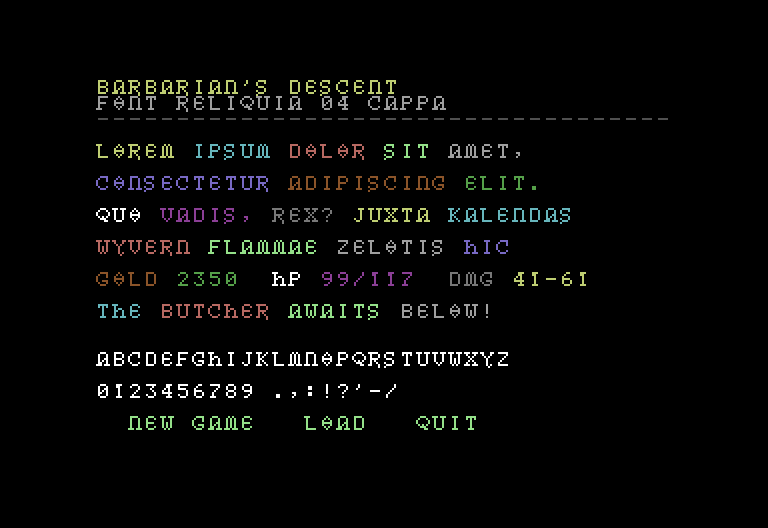 BARBARIAN'S DESCENT
FONT RELIQUIA 04 CAPPA
------------------------------------
LOREM IPSUM DOLOR SIT AMET,
CONSECTETUR ADIPISCING ELIT.
QUO VADIS, REX? JUXTA KALENDAS
WYVERN FLAMMAE ZELOTIS hIC
GOLD 2350 hP 99/117 DMG 41-61
ThE BUTChER AWAITS BELOW!
ABCDEFGhIJKLMNOPQRSTUVWXYZ
0123456789 .,:!?'-/
NEW GAME LOAD QUIT